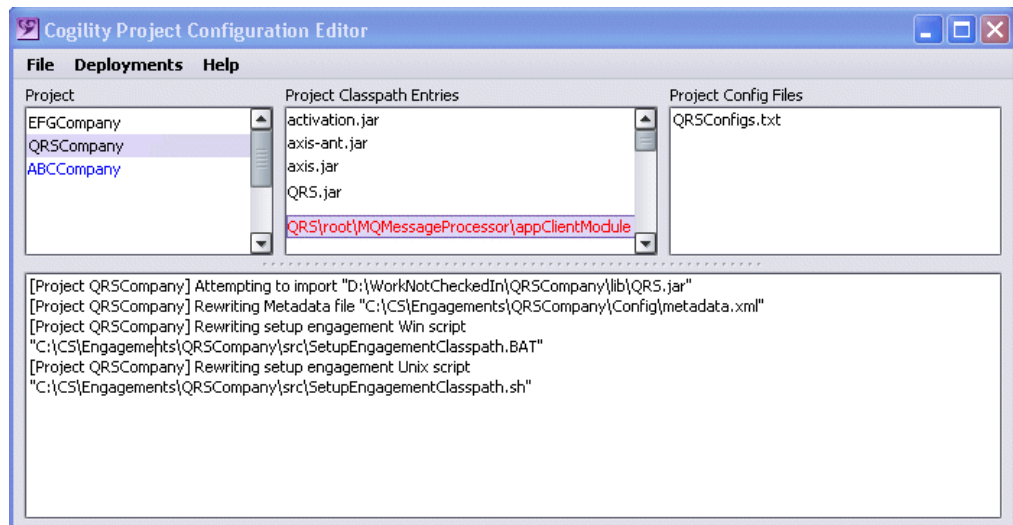 Cogility Project Configuration Editor
File Deployments Help
Project
Project Classpath Entries
Project Config Files
EFGCompany
QRSCompany
ABCCompany
activation.jar
axis-ant.jar
axis.jar
QRS.jar
QRS\root\MQMessageProcessor\appClientModule
QRSConfigs.txt
[Project QRSCompany] Attempting to import "D:\WorkNotCheckedIn\QRSCompany\lib\QRS.jar"
[Project QRSCompany] Rewriting Metadata file "C:\CS\Engagements\QRSCompany\Config\metadata.xml"
[Project QRSCompany] Rewriting setup engagement Win script
"C:\CS\Engagements\QRSCompany\src\SetupEngagementClasspath.BAT"
[Project QRSCompany] Rewriting setup engagement Unix script
"C:\CS\Engagements\QRSCompany\src\SetupEngagementClasspath.sh"